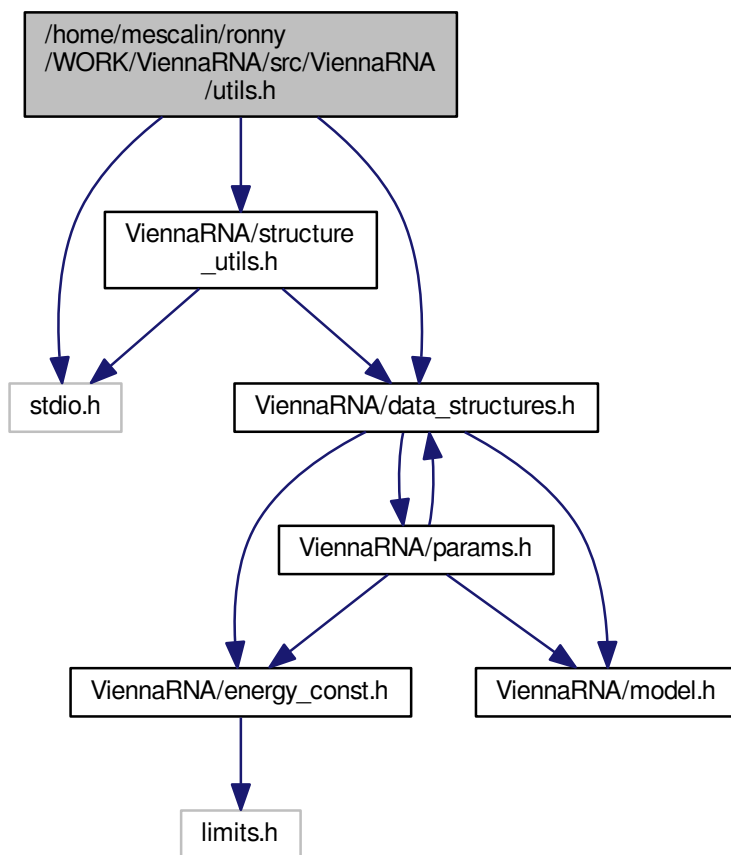 /home/mescalin/ronny
/WORK/ViennaRNA/src/ViennaRNA
/utils.h
ViennaRNA/structure
_utils.h
stdio.h
ViennaRNA/data_structures.h
ViennaRNA/params.h
ViennaRNA/energy_const.h
ViennaRNA/model.h
limits.h